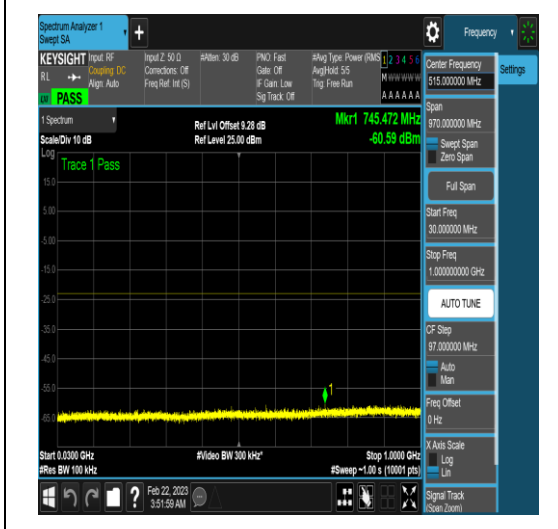 Spectrum Analyzer 1
Swept SA
+
Frequency
KEYSIGHT
RL
Input: RF
Coupling: DC
Align: Auto
Input Z: 50 Ω
Corrections: Off
Freq Ref: Int (S)
#Atten: 30 dB
PNO: Fast
Gate: Off
IF Gain: Low
Sig Track: Off
#Avg Type: Power (RMS
Avg|Hold: 5/5
Trig: Free Run
1 2 3 4 5 6
M W W W W W
A A A A A A
PASS
1 Spectrum
Scale/Div 10 dB
Ref Lvl Offset 9.28 dB
Ref Level 25.00 dBm
Mkr1 745.472 MHz
-60.59 dBm
Log
Trace 1 Pass
15.0
5.00
-5.00
-15.0
-25.0
-35.0
-45.0
-55.0
-65.0
1
Start 0.0300 GHz
#Res BW 100 kHz
#Video BW 300 kHz*
Stop 1.0000 GHz
#Sweep ~1.00 s (10001 pts)
?
Feb 22, 2023
3:51:59 AM
Center Frequency
515.000000 MHz
Settings
Span
970.000000 MHz
Swept Span
Zero Span
Full Span
Start Freq
30.000000 MHz
Stop Freq
1.000000000 GHz
AUTO TUNE
CF Step
97.000000 MHz
Auto
Man
Freq Offset
0 Hz
X Axis Scale
Log
Lin
Signal Track
(Span Zoom)